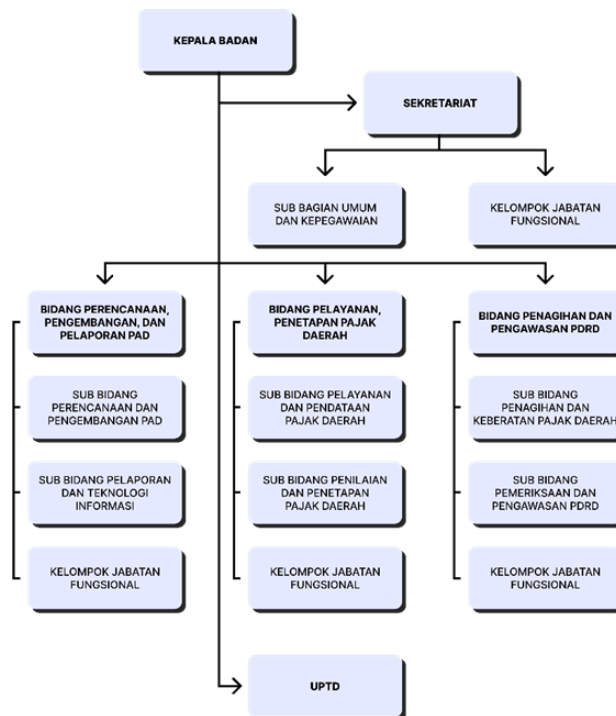 KEPALA BADAN
SEKRETARIAT
SUB BAGIAN UMUM
DAN KEPEGAWAIAN
KELOMPOK JABATAN
FUNGSIONAL
BIDANG PERENCANAAN,
PENGEMBANGAN, DAN
PELAPORAN PAD
SUB BIDANG
PERENCANAAN DAN
PENGEMBANGAN PAD
SUB BIDANG PELAPORAN
DAN TEKNOLOGI
INFORMASI
KELOMPOK JABATAN
FUNGSIONAL
BIDANG PELAYANAN,
PENETAPAN PAJAK
DAERAH
SUB BIDANG PELAYANAN
DAN PENDATAAN
PAJAK DAERAH
SUB BIDANG PENILAIAN
DAN PENETAPAN
PAJAK DAERAH
KELOMPOK JABATAN
FUNGSIONAL
BIDANG PENAGIHAN DAN
PENGAWASAN PDRD
SUB BIDANG
PENAGIHAN DAN
KEBERATAN PAJAK DAERAH
SUB BIDANG
PEMERIKSAAN DAN
PENGAWASAN PDRD
KELOMPOK JABATAN
FUNGSIONAL
UPTD